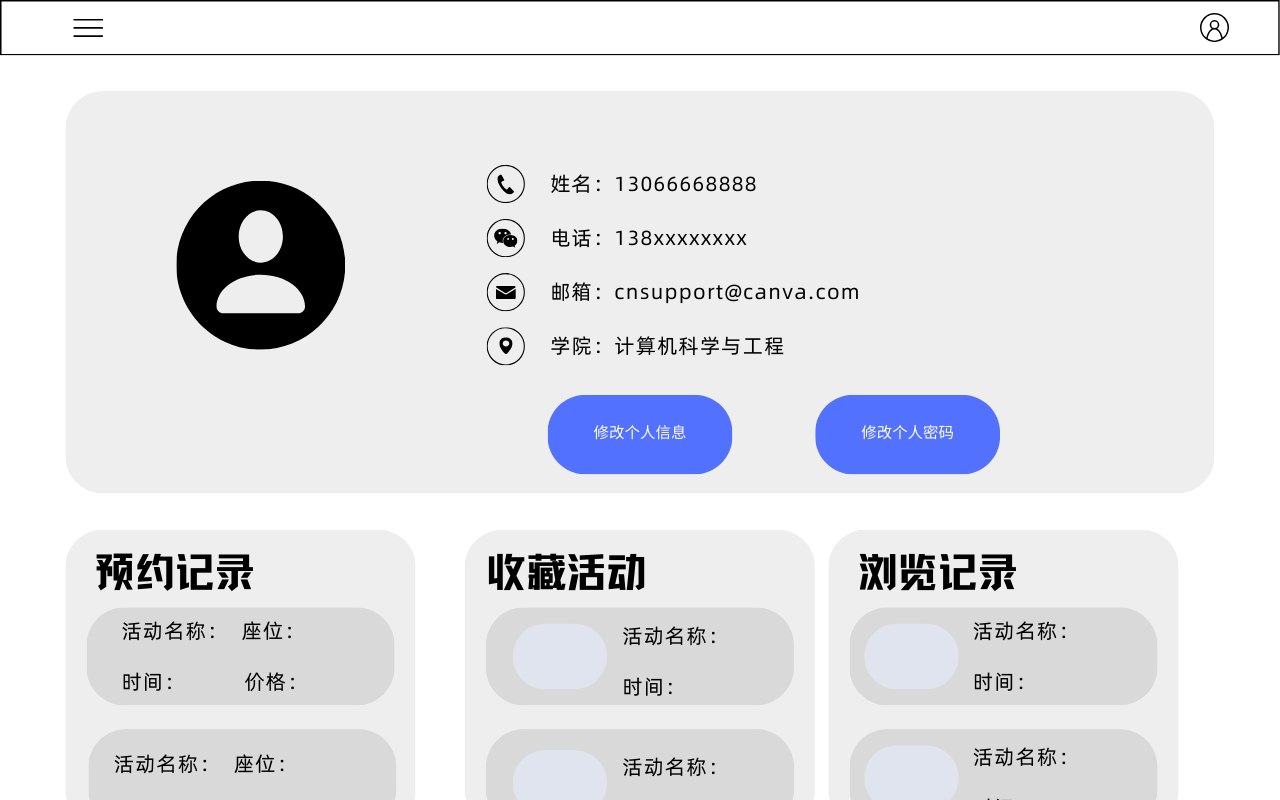 姓名：13066668888
电话：138xxxxxxxx
邮箱：cnsupport@canva.com
学院：计算机科学与工程
修改个人信息
修改个人密码
预约记录
活动名称： 座位：
时间： 价格：
活动名称： 座位：
收藏活动
活动名称：
时间：
活动名称：
浏览记录
活动名称：
时间：
活动名称：